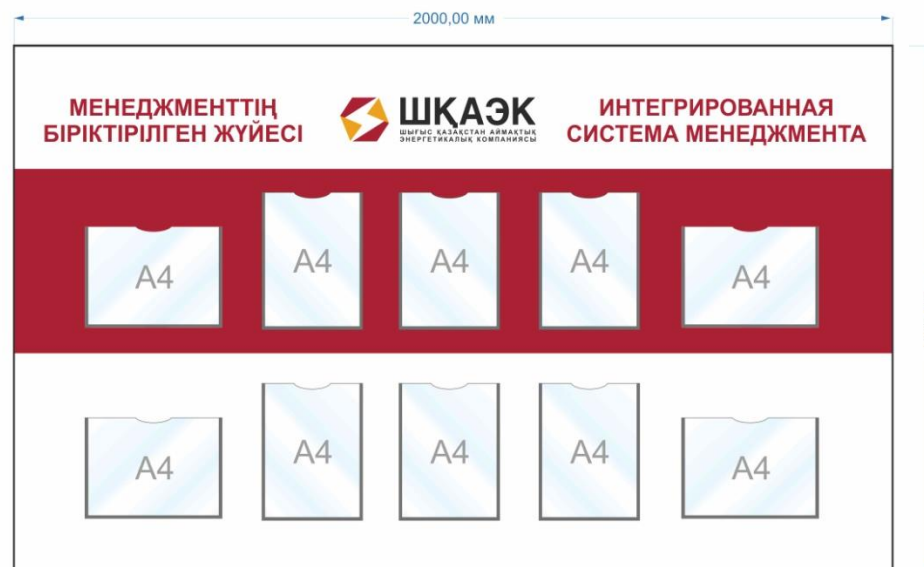 2000,00 мм
МЕНЕДЖМЕНТТІҢ
БІРІКТІРІЛГЕН ЖҮЙЕСІ
ШҚАЭК
ШЫҒЫС ҚАЗАҚСТАН АЙМАҚТЫҚ
ЭНЕРГЕТИКАЛЫҚ КОМПАНИЯСЫ
ИНТЕГРИРОВАННАЯ
СИСТЕМА МЕНЕДЖМЕНТА
А4
А4
А4
А4
А4
А4
А4
А4
А4
А4